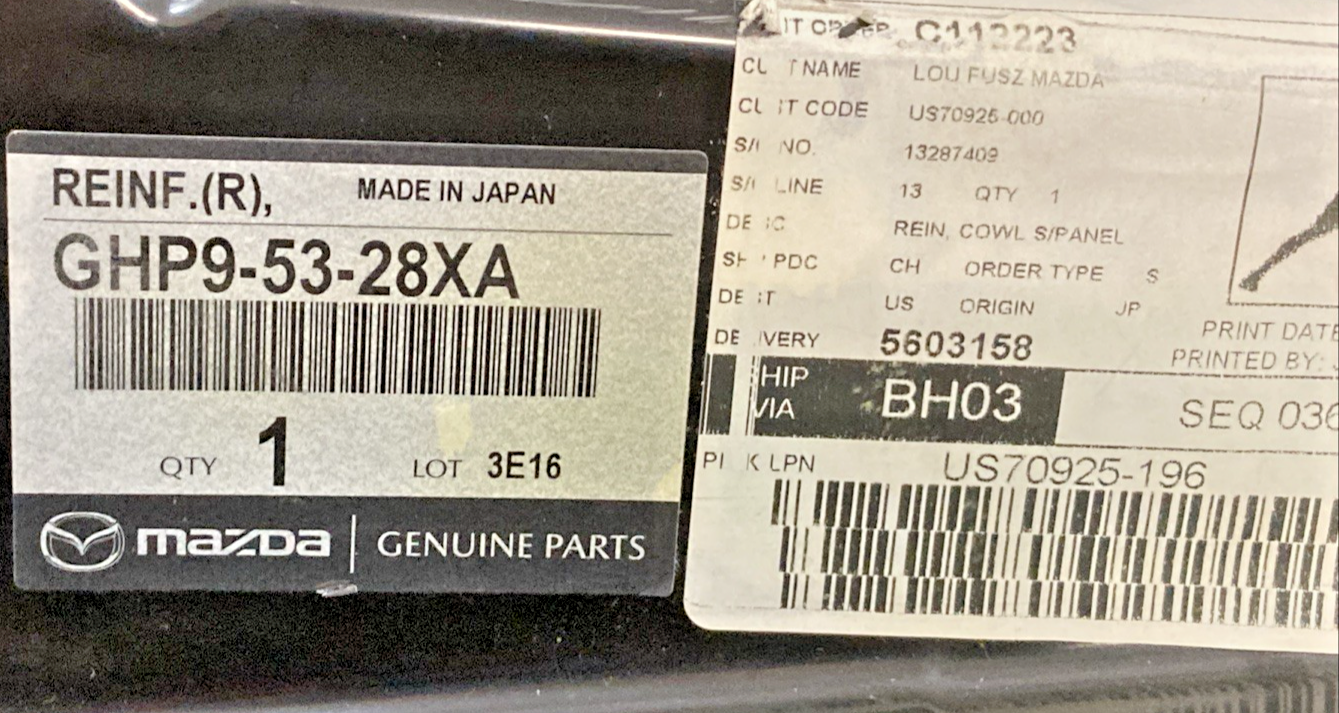 REINF.(R), MADE IN JAPAN
GHP9-53-28XA
QTY 1 LOT 3E16
mazda GENUINE PARTS
C112223
NAME LOU FUSZ MAZDA
CODE US70925-000
NO. 13287409
LINE 13 QTY 1
REIN, COWL S/PANEL
PDC CH ORDER TYPE S
US ORIGIN JP
5603158
PRINT DATE
PRINTED BY:
HIP
VIA BH03 SEQ 036
LPN US70925-196